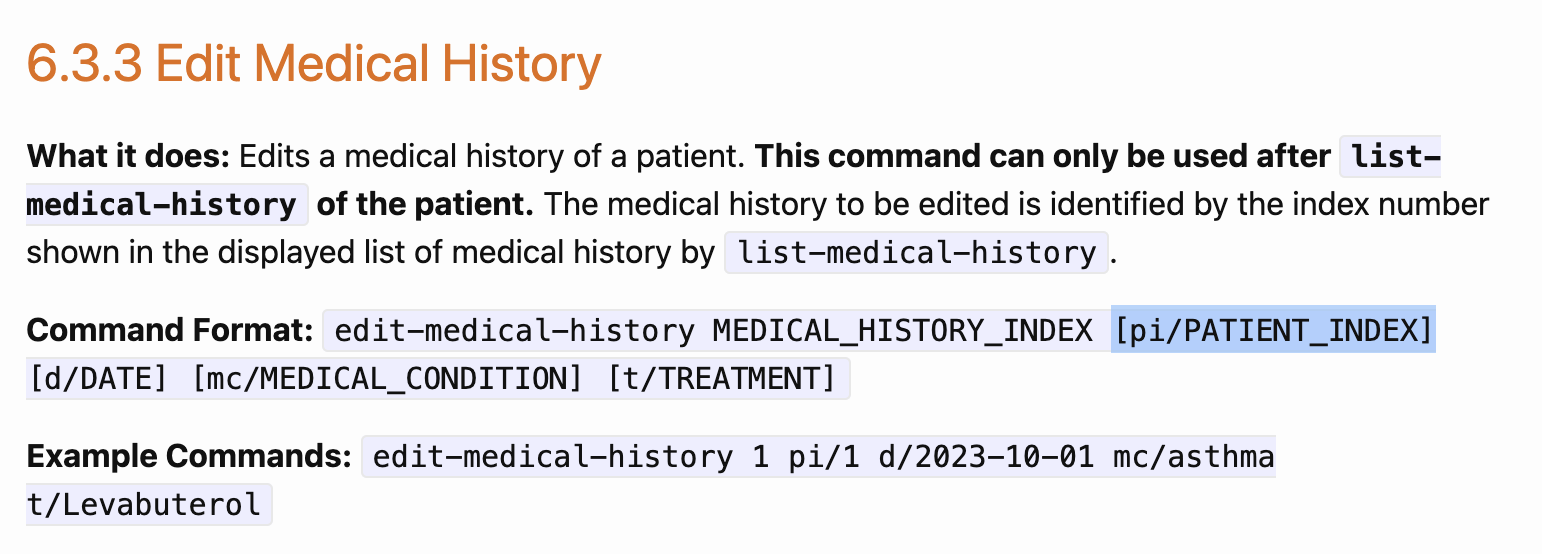 6.3.3 Edit Medical History
What it does: Edits a medical history of a patient. This command can only be used after list-
medical-history of the patient. The medical history to be edited is identified by the index number
shown in the displayed list of medical history by list-medical-history.
Command Format: edit-medical-history MEDICAL_HISTORY_INDEX [pi/PATIENT_INDEX]
[d/DATE] [mc/MEDICAL_CONDITION] [t/TREATMENT]
Example Commands: edit-medical-history 1 pi/1 d/2023-10-01 mc/asthma
t/Levabuterol